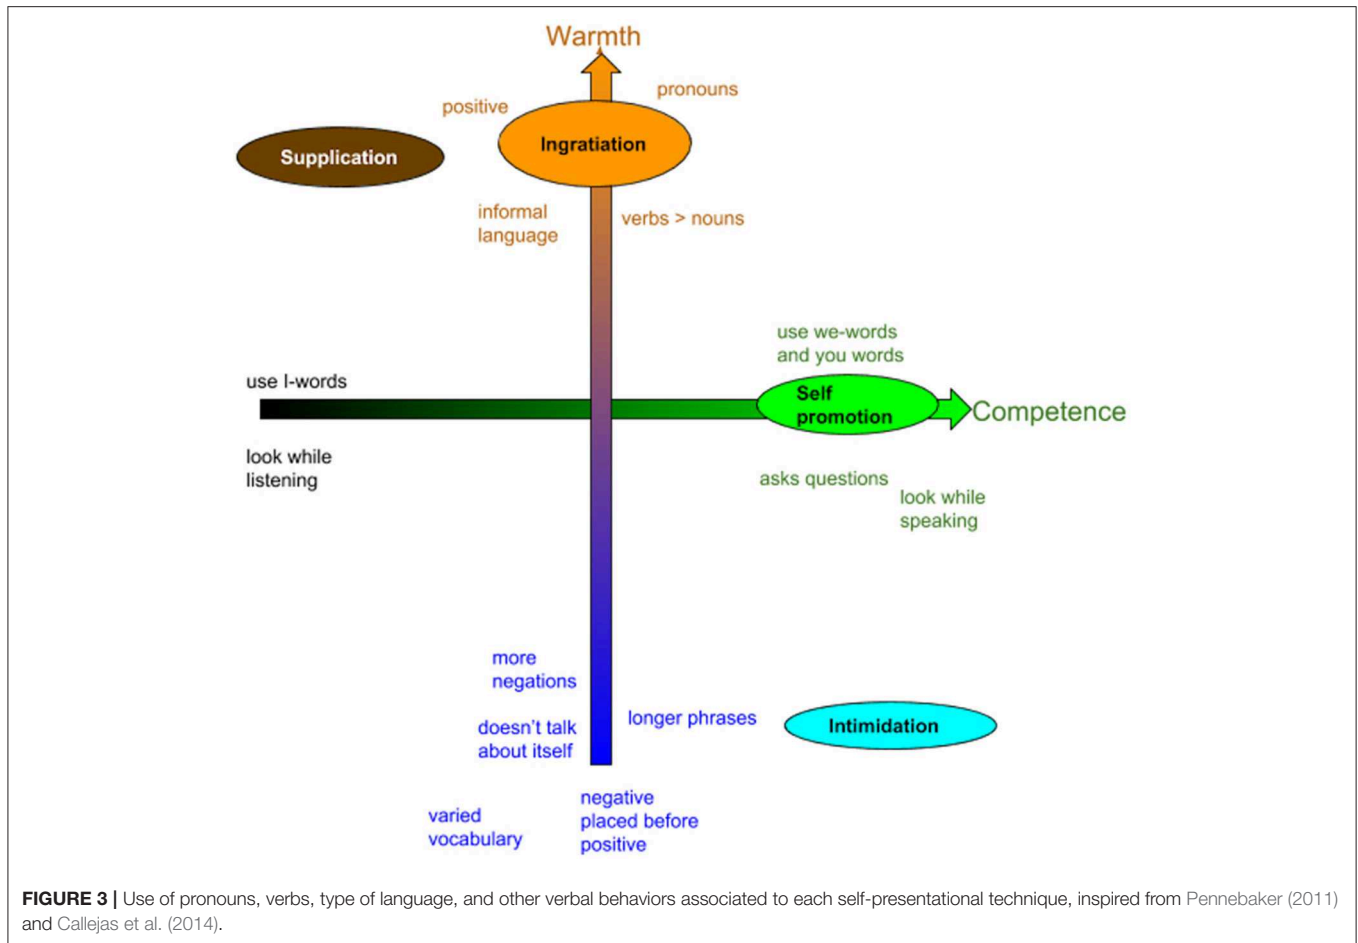 Warmth
pronouns
positive
Ingratiation
Supplication
informal
language
verbs > nouns
use we-words
and you words
use I-words
Self
promotion
Competence
look while
listening
asks questions
look while
speaking
more
negations
longer phrases
Intimidation
doesn't talk
about itself
negative
placed before
positive
varied
vocabulary
FIGURE 3 | Use of pronouns, verbs, type of language, and other verbal behaviors associated to each self-presentational technique, inspired from Pennebaker (2011)
and Callejas et al. (2014).